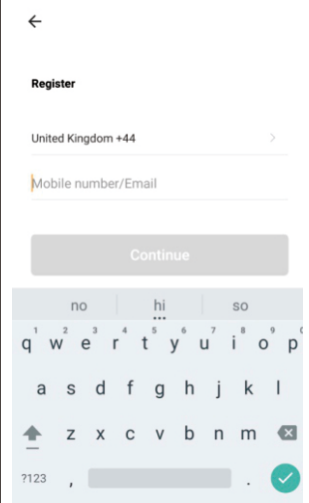 Register
United Kingdom +44
Mobile number/Email
Continue
no hi so
1 2 3 4 5 6 7 8 9 0
q w e r t y u i o p
a s d f g h j k l
z x c v b n m
?123 , .